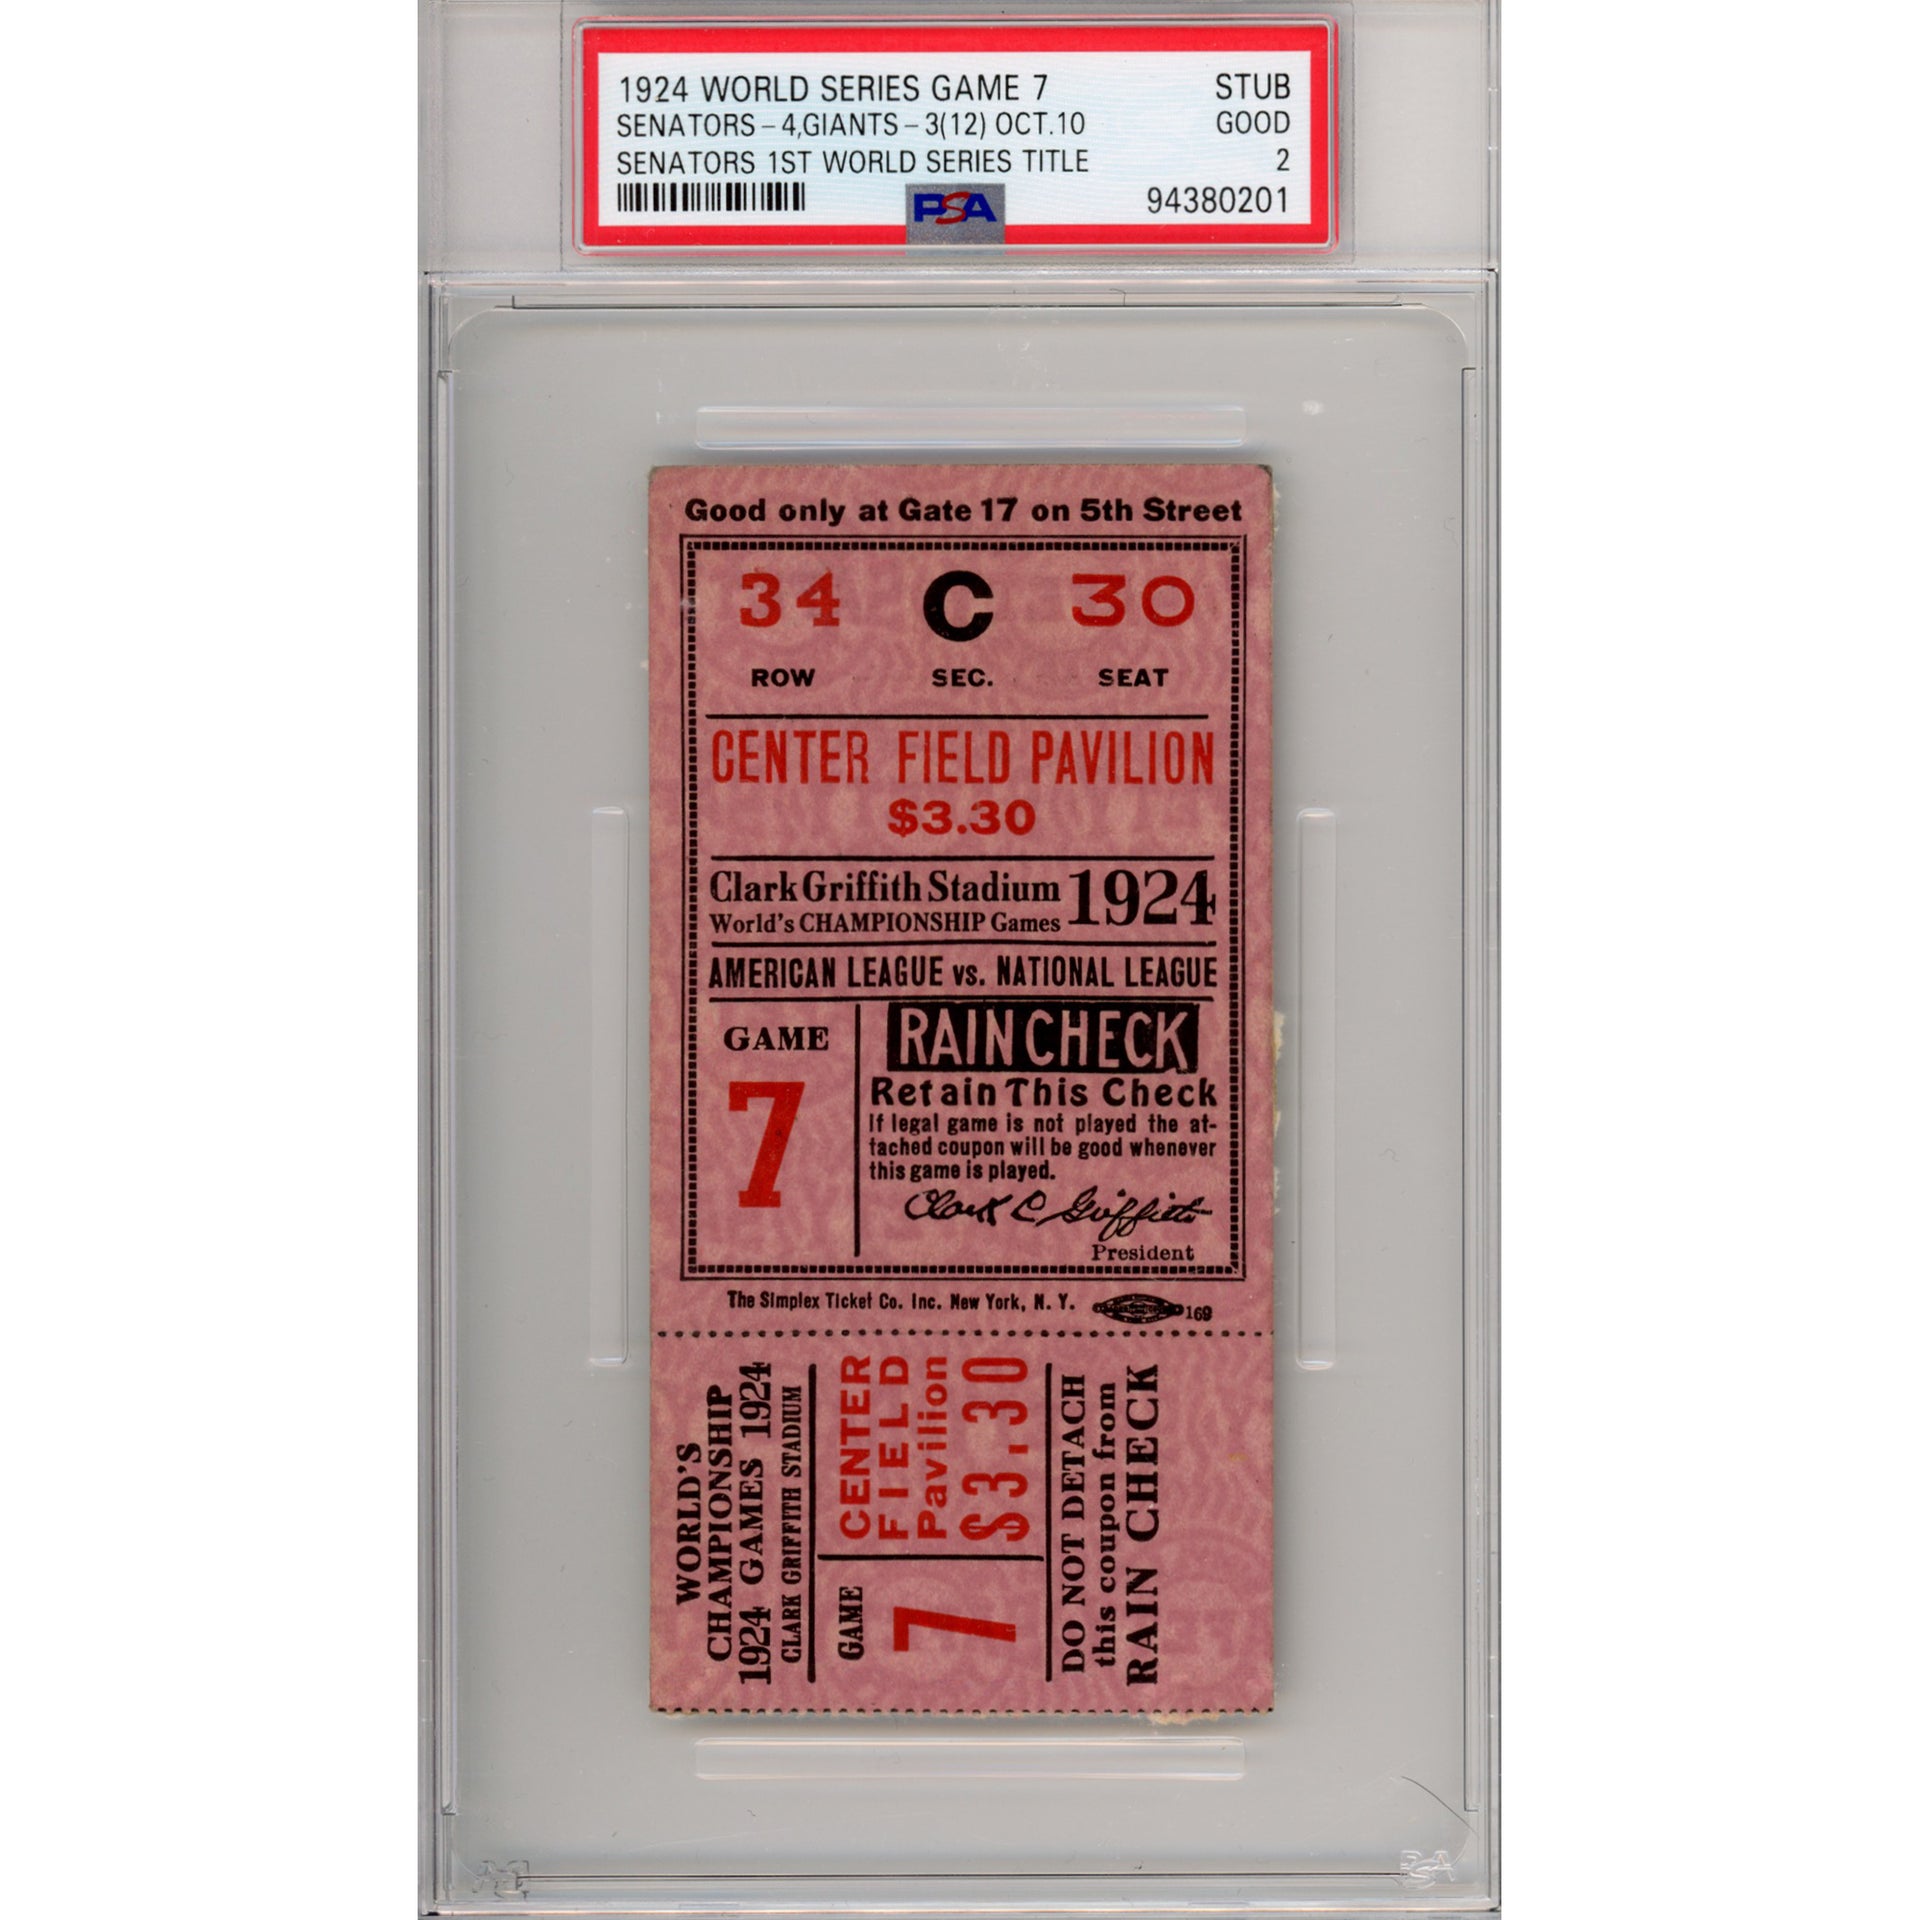 1924 WORLD SERIES GAME 7 STUB
SENATORS-4,GIANTS-3(12) OCT.10 GOOD
SENATORS 1ST WORLD SERIES TITLE 2
PSA 94380201
Good only at Gate 17 on 5th Street
34 C 30
ROW SEC. SEAT
CENTER FIELD PAVILION
$3.30
Clark Griffith Stadium 1924
World's CHAMPIONSHIP Games
AMERICAN LEAGUE vs. NATIONAL LEAGUE
GAME
7
RAIN CHECK
Retain This Check
If legal game is not played the at-
tached coupon will be good whenever
this game is played.
Clark C Griffith
President
The Simplex Ticket Co. Inc. New York, N. Y. 169
WORLD'S
CHAMPIONSHIP
1924 GAMES 1924
CLARK GRIFFITH STADIUM
CENTER
FIELD
Pavilion
$3.30
GAME
7
DO NOT DETACH
this coupon from
RAIN CHECK
PSA